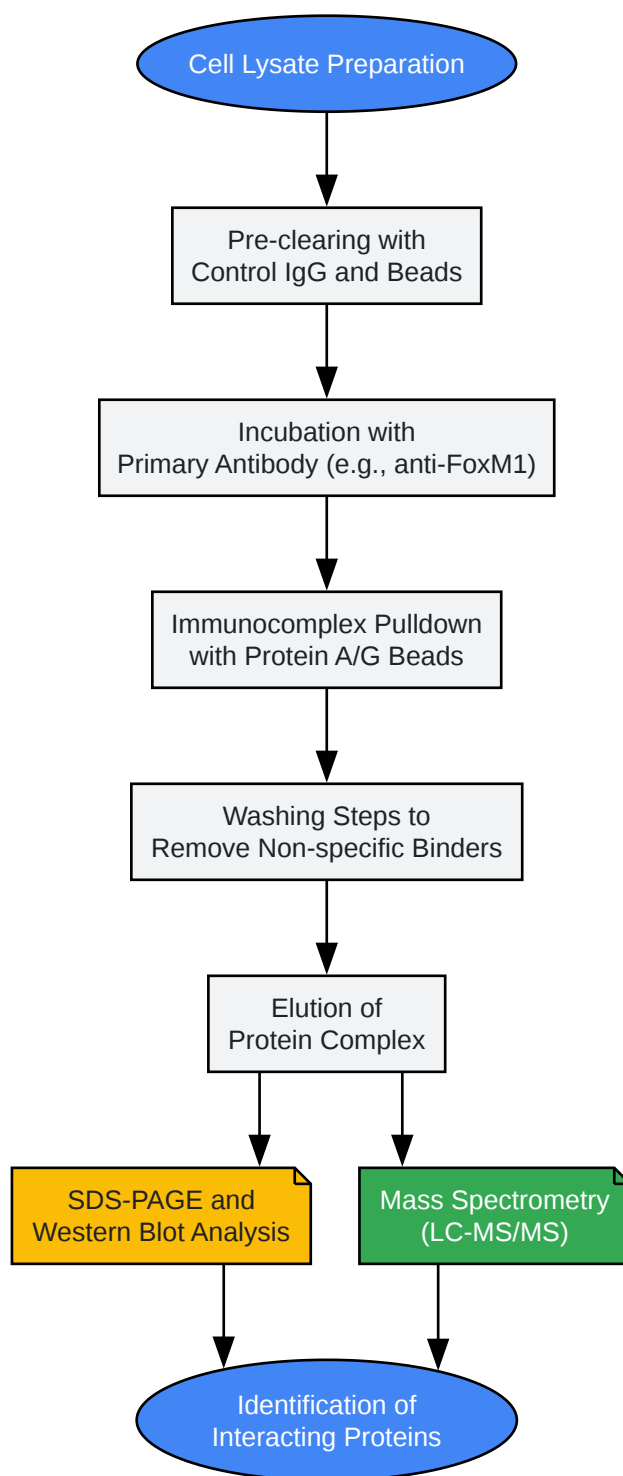 Cell Lysate Preparation
Pre-clearing with
Control IgG and Beads
Incubation with
Primary Antibody (e.g., anti-FoxM1)
Immunocomplex Pulldown
with Protein A/G Beads
Washing Steps to
Remove Non-specific Binders
Elution of
Protein Complex
SDS-PAGE and
Western Blot Analysis
Mass Spectrometry
(LC-MS/MS)
Identification of
Interacting Proteins